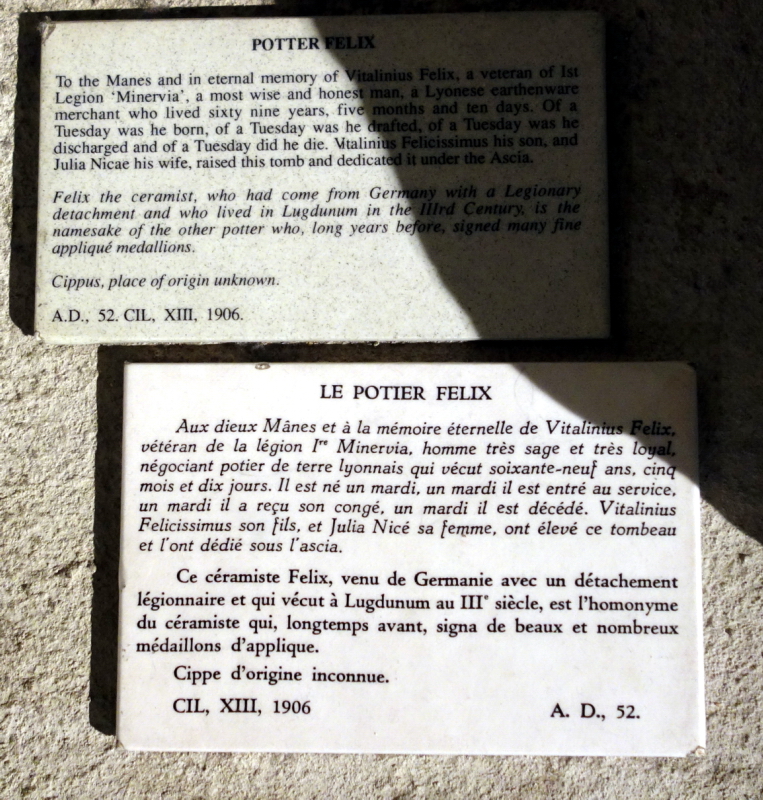 POTTER FELIX
To the Manes and in eternal memory of Vitalinius Felix, a veteran of Ist
Legion 'Minervia', a most wise and honest man, a Lyonese earthenware
merchant who lived sixty nine years, five months and ten days. Of a
Tuesday was he born, of a Tuesday was he drafted, of a Tuesday was he
discharged and of a Tuesday did he die. Vitalinius Felicissimus his son, and
Julia Nicae his wife, raised this tomb and dedicated it under the Ascia.
Felix the ceramist, who had come from Germany with a Legionary
detachment and who lived in Lugdunum in the IIIrd Century, is the
namesake of the other potter who, long years before, signed many fine
appliqué medallions.
Cippus, place of origin unknown.
A.D., 52. CIL, XIII, 1906.
LE POTIER FELIX
Aux dieux Mânes et à la mémoire éternelle de Vitalinius Felix,
vétéran de la légion Iʳᵉ Minervia, homme très sage et très loyal,
négociant potier de terre lyonnais qui vécut soixante-neuf ans, cinq
mois et dix jours. Il est né un mardi, un mardi il est entré au service,
un mardi il a reçu son congé, un mardi il est décédé. Vitalinius
Felicissimus son fils, et Julia Nicé sa femme, ont élevé ce tombeau
et l'ont dédié sous l'ascia.
Ce céramiste Felix, venu de Germanie avec un détachement
légionnaire et qui vécut à Lugdunum au IIIᵉ siècle, est l'homonyme
du céramiste qui, longtemps avant, signa de beaux et nombreux
médaillons d'applique.
Cippe d'origine inconnue.
CIL, XIII, 1906 A. D., 52.